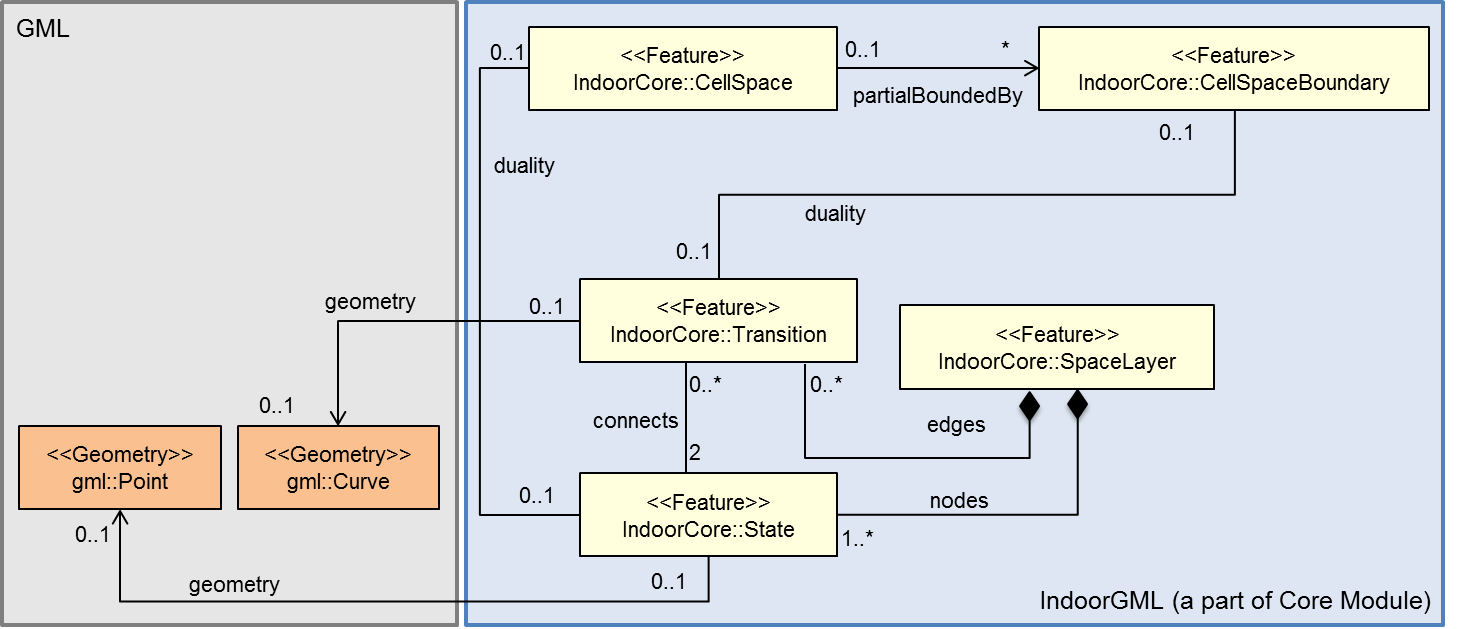 GML
0..1
<<Feature>>
IndoorCore::CellSpace
0..1
*
partialBoundedBy
<<Feature>>
IndoorCore::CellSpaceBoundary
0..1
duality
duality
0..1
geometry
0..1
<<Feature>>
IndoorCore::Transition
<<Feature>>
IndoorCore::SpaceLayer
0..1
0..*
0..*
connects
edges
2
<<Geometry>>
gml::Point
<<Geometry>>
gml::Curve
0..1
<<Feature>>
IndoorCore::State
nodes
1..*
0..1
geometry
0..1
IndoorGML (a part of Core Module)